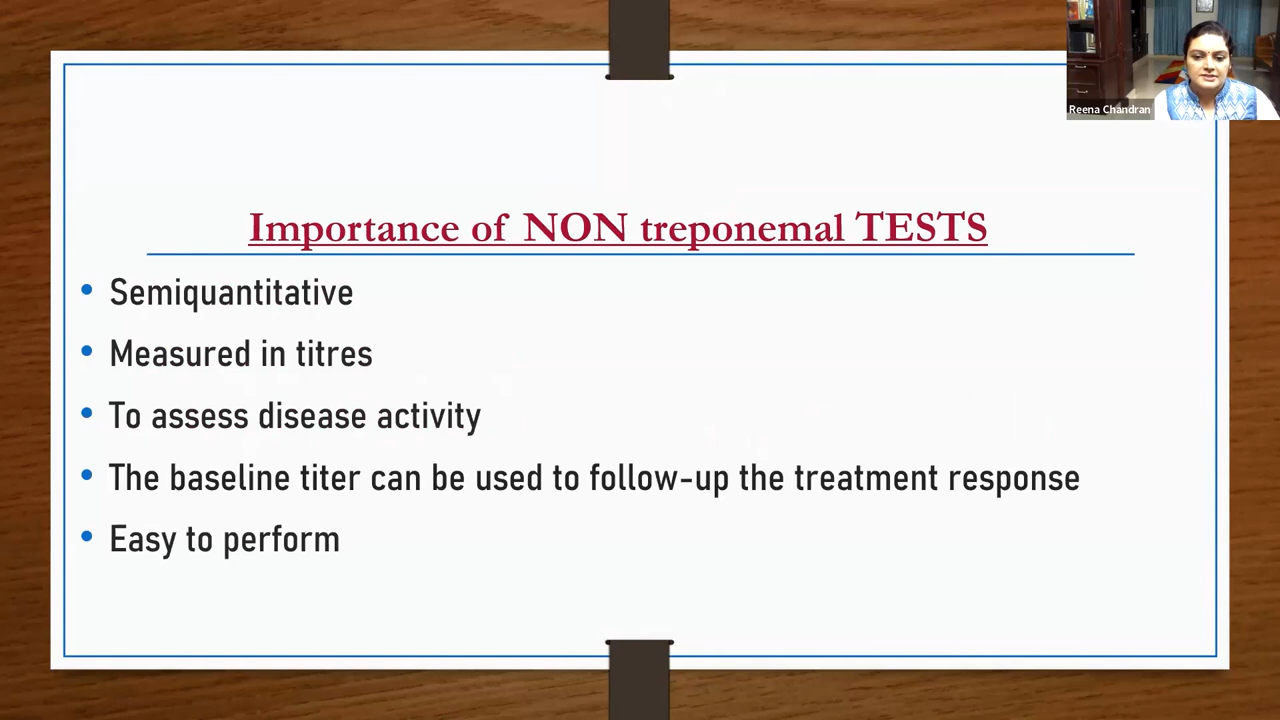 Reena Chandran
Importance of NON treponemal TESTS
• Semiquantitative
• Measured in titres
• To assess disease activity
• The baseline titer can be used to follow-up the treatment response
• Easy to perform